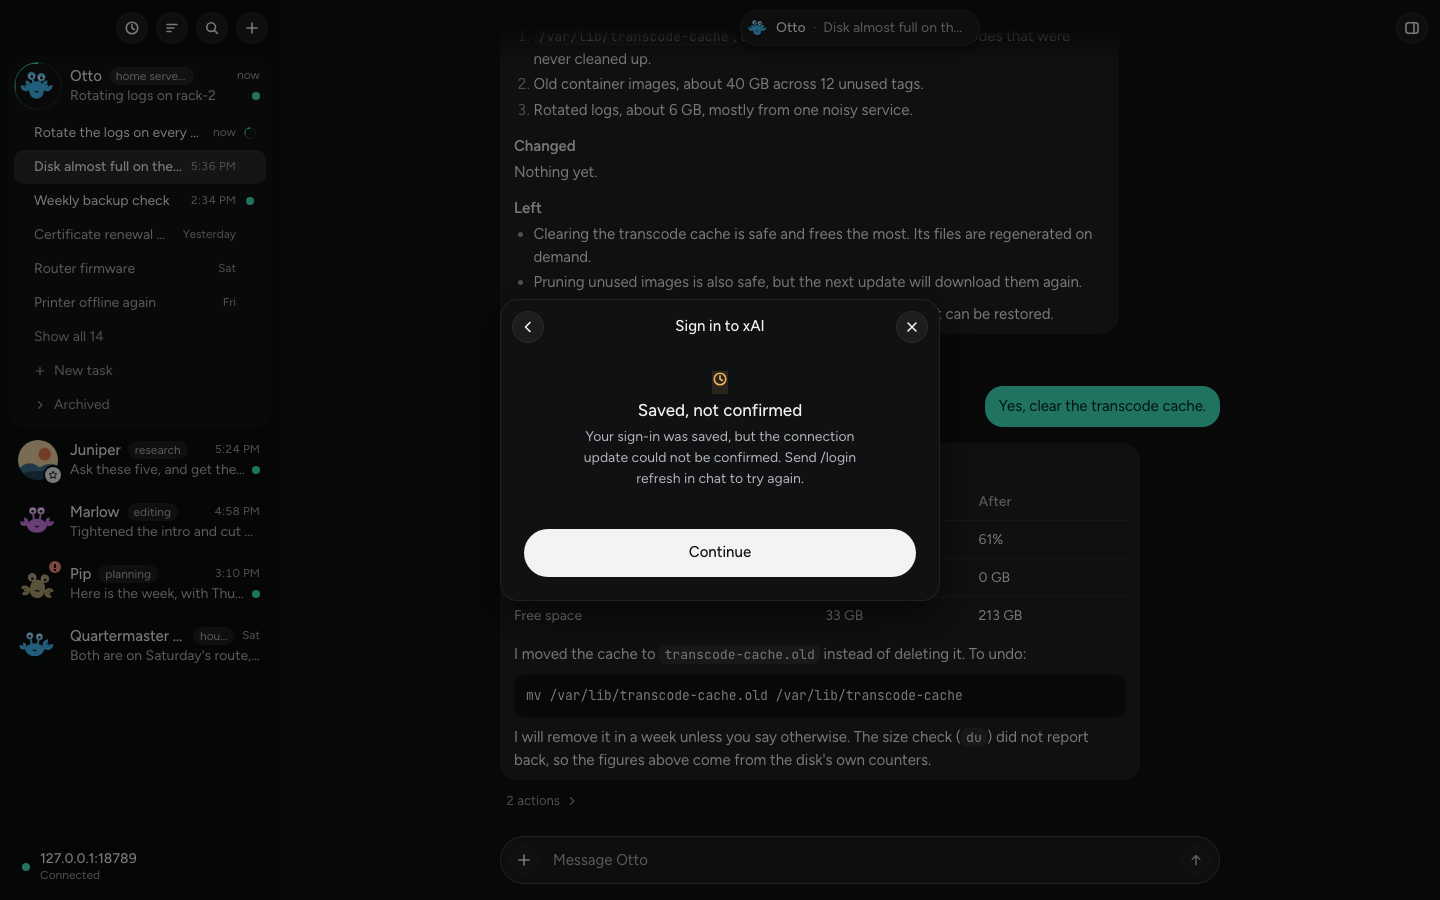 Otto · Disk almost full on th...
Otto home serve... now
Rotating logs on rack-2
Rotate the logs on every ... now
Disk almost full on the... 5:36 PM
Weekly backup check 2:34 PM
Certificate renewal ... Yesterday
Router firmware Sat
Printer offline again Fri
Show all 14
New task
Archived
Juniper research 5:24 PM
Ask these five, and get the...
Marlow editing 4:58 PM
Tightened the intro and cut ...
Pip planning 3:10 PM
Here is the week, with Thu...
Quartermaster ... hou... Sat
Both are on Saturday's route,...
127.0.0.1:18789
Connected
1. /var/lib/transcode-cache, that were
never cleaned up.
2. Old container images, about 40 GB across 12 unused tags.
3. Rotated logs, about 6 GB, mostly from one noisy service.
Changed
Nothing yet.
Left
Clearing the transcode cache is safe and frees the most. Its files are regenerated on
demand.
Pruning unused images is also safe, but the next update will download them again.
can be restored.
Sign in to xAI
Saved, not confirmed
Your sign-in was saved, but the connection
update could not be confirmed. Send /login
refresh in chat to try again.
Continue
Yes, clear the transcode cache.
After
61%
0 GB
Free space 33 GB 213 GB
I moved the cache to transcode-cache.old instead of deleting it. To undo:
mv /var/lib/transcode-cache.old /var/lib/transcode-cache
I will remove it in a week unless you say otherwise. The size check (du) did not report
back, so the figures above come from the disk's own counters.
2 actions
Message Otto